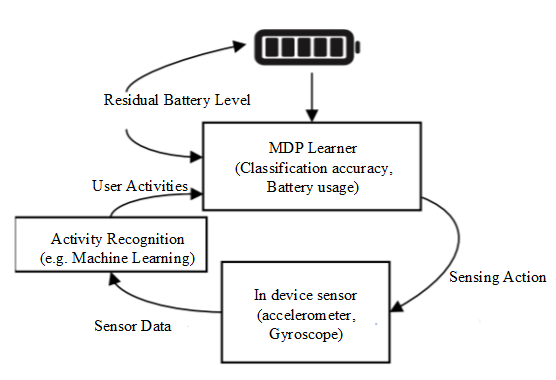 Residual Battery Level
MDP Learner
(Classification accuracy,
Battery usage)
User Activities
Activity Recognition
(e.g. Machine Learning)
Sensing Action
In device sensor
(accelerometer,
Gyroscope)
Sensor Data